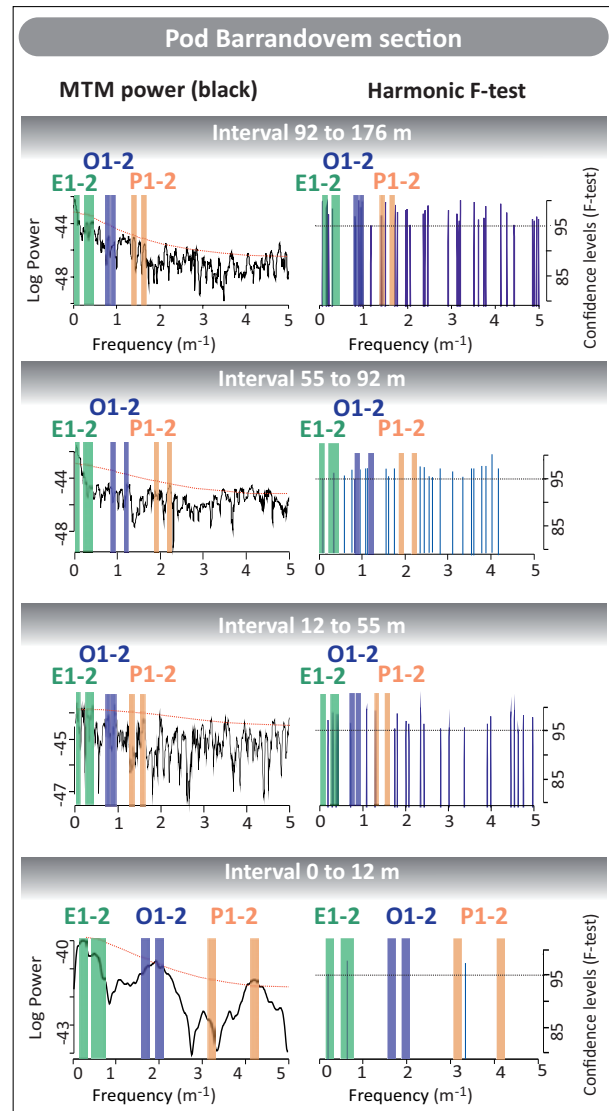 Pod Barrandovem section
MTM power (black) Harmonic F-test
Interval 92 to 176 m
O1-2 O1-2
E1-2 P1-2 P1-2
Log Power
-44
-48
0 1 2 3 4 5
Frequency (m-1)
95
85
0 1 2 3 4 5
Frequency (m-1)
Confidence levels (F-test)
Interval 55 to 92 m
O1-2 O1-2
E1-2 P1-2 E1-2 P1-2
-44
-48
0 1 2 3 4 5
95
85
0 1 2 3 4 5
Interval 12 to 55 m
O1-2 O1-2
E1-2 P1-2 E1-2 P1-2
-45
-47
0 1 2 3 4 5
95
85
0 1 2 3 4 5
Interval 0 to 12 m
E1-2 O1-2 P1-2 E1-2 O1-2 P1-2
Log Power
-40
-43
0 1 2 3 4 5
Frequency (m-1)
95
85
0 1 2 3 4 5
Frequency (m-1)
Confidence levels (F-test)